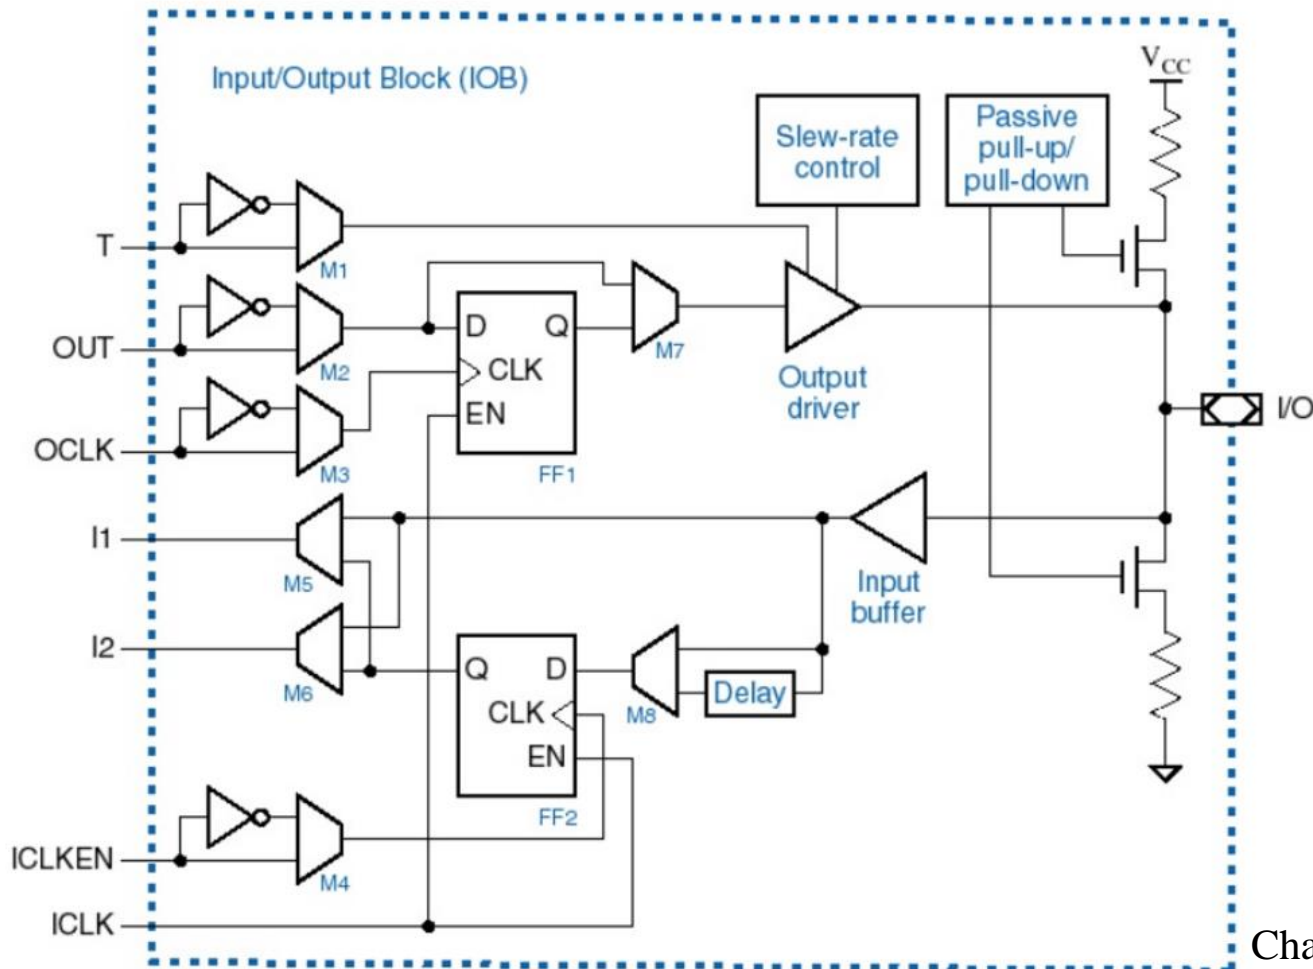 Input/Output Block (IOB)
VCC
Slew-rate
control
Passive
pull-up/
pull-down
T
M1
OUT
M2
D
Q
CLK
EN
FF1
M7
Output
driver
I/O
OCLK
M3
I1
M5
Input
buffer
I2
M6
Q
D
CLK
EN
FF2
M8
Delay
ICLKEN
M4
ICLK
Cha